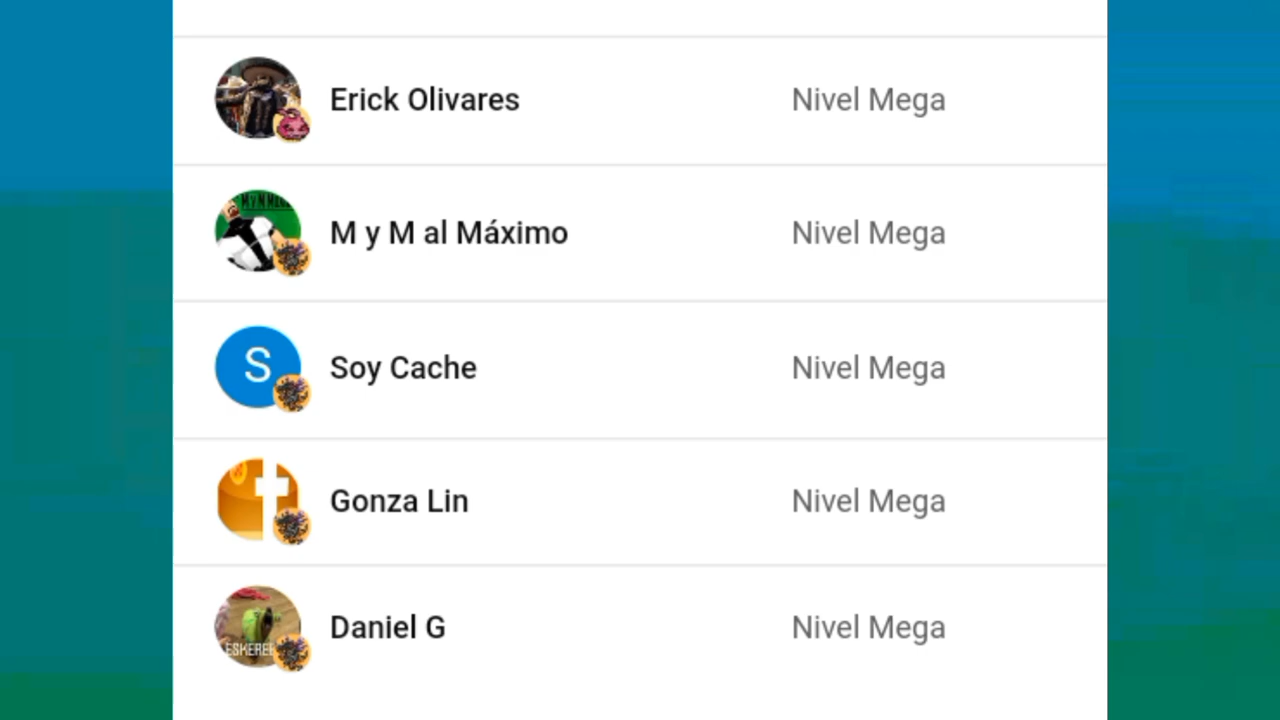 Erick Olivares Nivel Mega
M y M al Máximo Nivel Mega
S
Soy Cache Nivel Mega
Gonza Lin Nivel Mega
Daniel G Nivel Mega